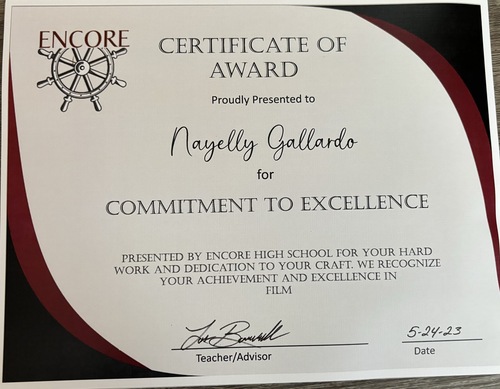 ENCORE
CERTIFICATE OF
AWARD
Proudly Presented to
Nayelly Gallardo
for
COMMITMENT TO EXCELLENCE
PRESENTED BY ENCORE HIGH SCHOOL FOR YOUR HARD
WORK AND DEDICATION TO YOUR CRAFT. WE RECOGNIZE
YOUR ACHIEVEMENT AND EXCELLENCE IN
FILM
5-24-23
Teacher/Advisor
Date